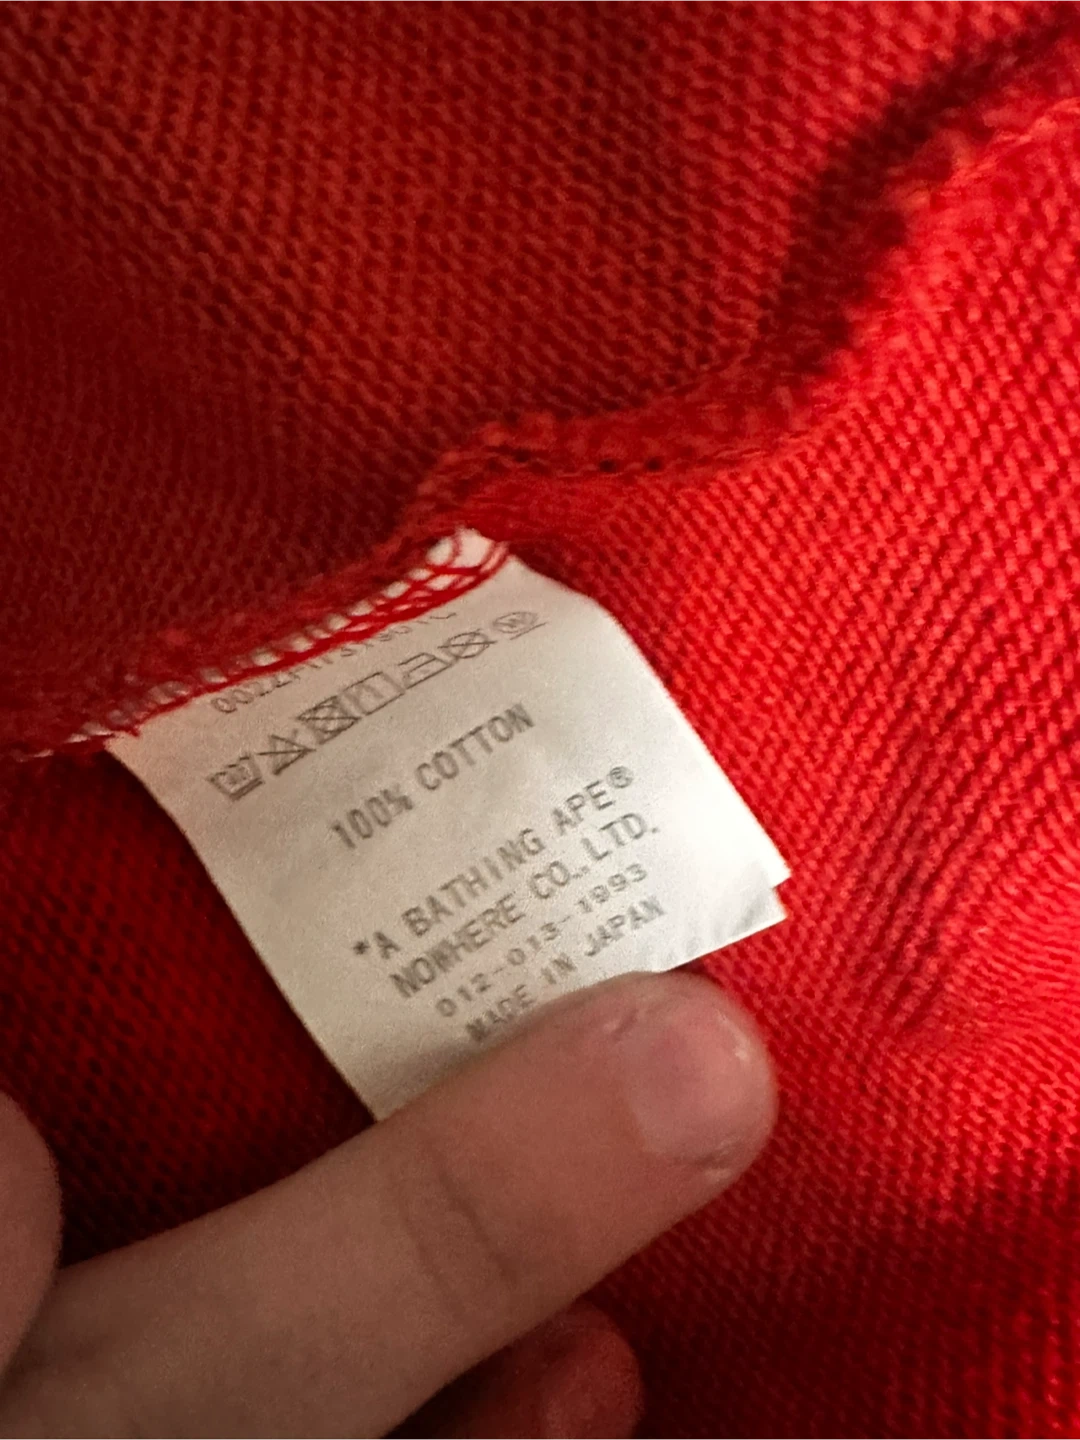 100% COTTON
*A BATHING APE®
NOWHERE CO.,LTD.
012-013-1993
MADE IN JAPAN